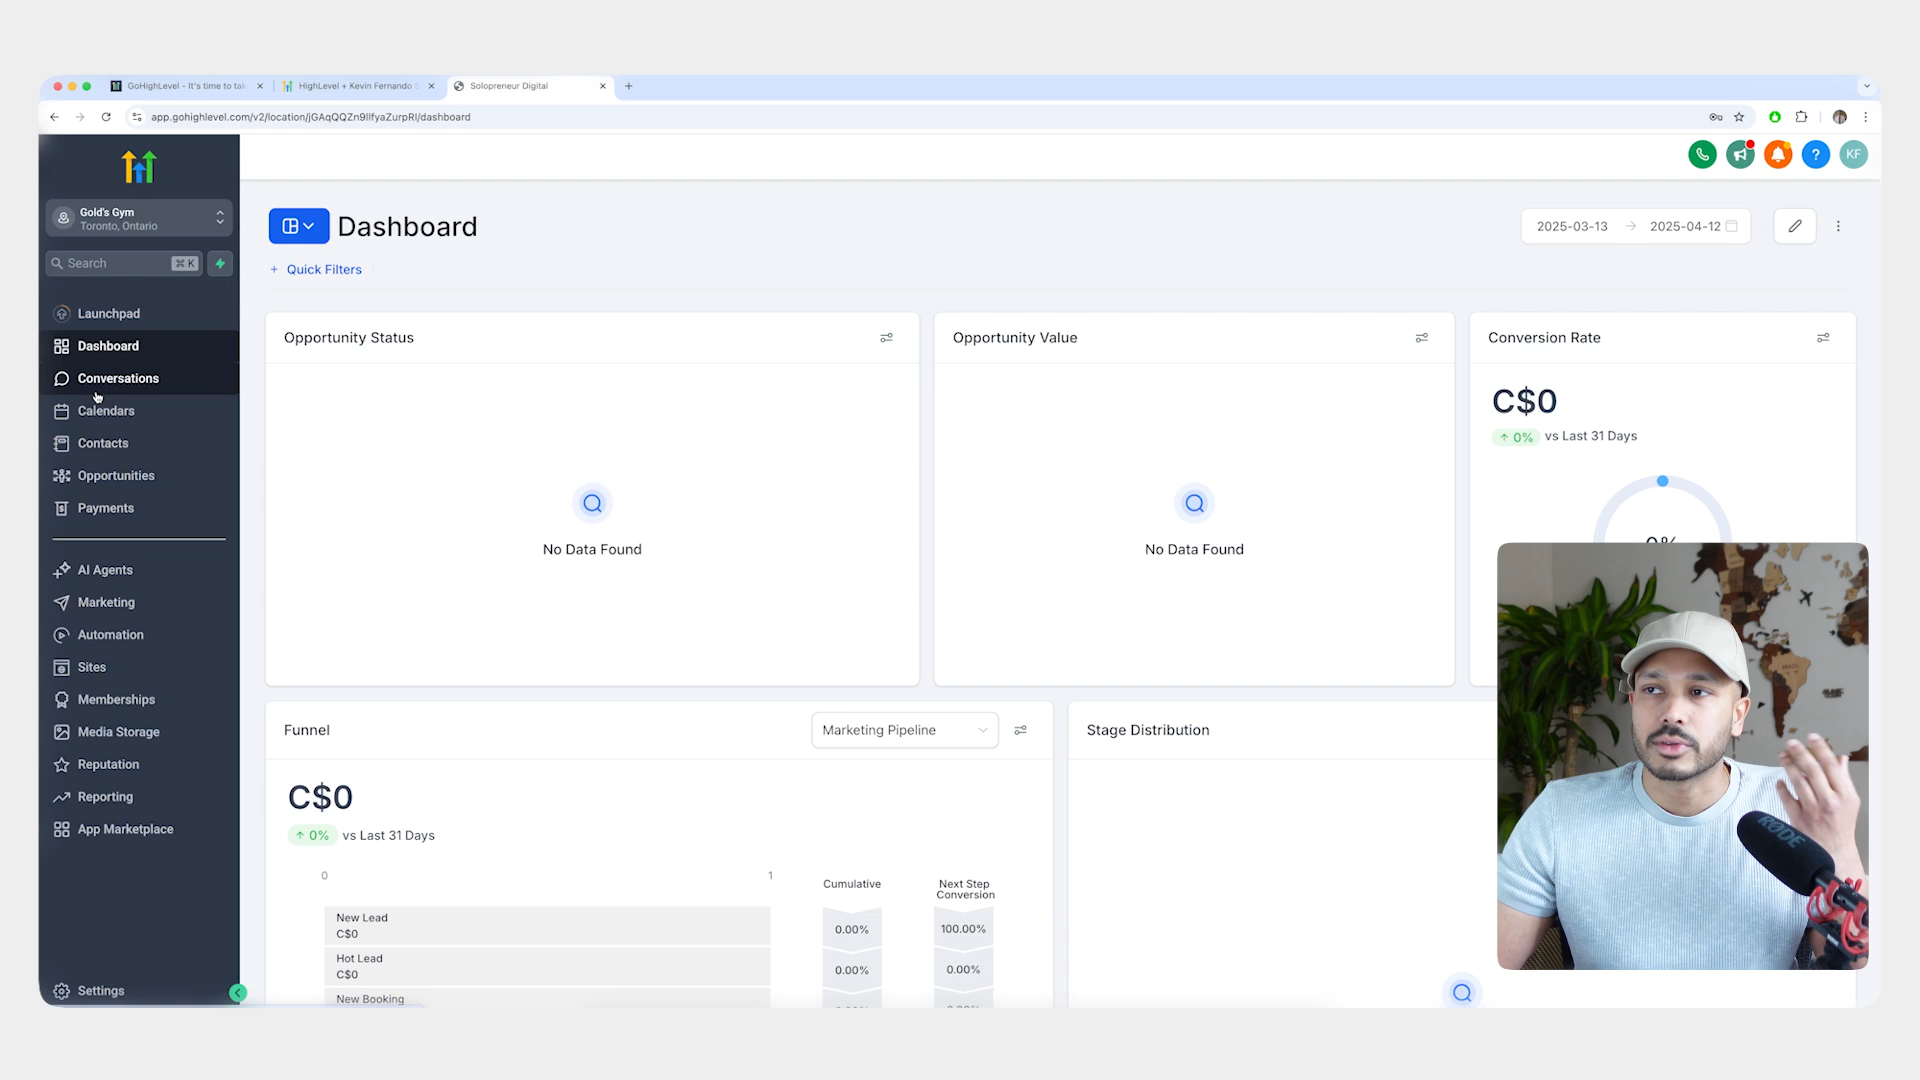 GoHighLevel - It's time to tak
HighLevel + Kevin Fernando
Solopreneur Digital
app.gohighlevel.com/v2/location/jGAqQQZn9IlfyaZurpRl/dashboard
KF
Gold's Gym
Toronto, Ontario
Search
⌘ K
Launchpad
Dashboard
Conversations
Calendars
Contacts
Opportunities
Payments
AI Agents
Marketing
Automation
Sites
Memberships
Media Storage
Reputation
Reporting
App Marketplace
Settings
Dashboard
2025-03-13 → 2025-04-12
+ Quick Filters
Opportunity Status
No Data Found
Opportunity Value
No Data Found
Conversion Rate
C$0
↑ 0% vs Last 31 Days
Funnel
Marketing Pipeline
C$0
↑ 0% vs Last 31 Days
0 1
Cumulative
Next Step
Conversion
New Lead
C$0
0.00%
100.00%
Hot Lead
C$0
0.00%
0.00%
New Booking
Stage Distribution
BRAZIL
RODE